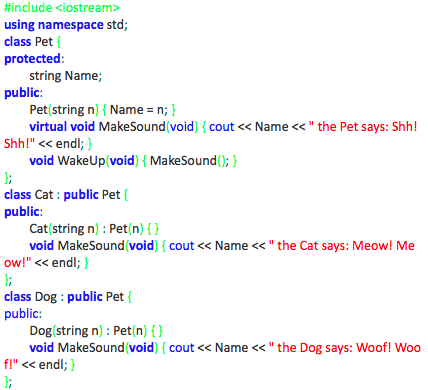 #include <iostream>
using namespace std;
class Pet {
protected:
string Name;
public:
Pet(string n) { Name = n; }
virtual void MakeSound(void) { cout << Name << " the Pet says: Shh!
Shh!" << endl; }
void WakeUp(void) { MakeSound(); }
};
class Cat : public Pet {
public:
Cat(string n) : Pet(n) { }
void MakeSound(void) { cout << Name << " the Cat says: Meow! Me
ow!" << endl; }
};
class Dog : public Pet {
public:
Dog(string n) : Pet(n) { }
void MakeSound(void) { cout << Name << " the Dog says: Woof! Woo
f!" << endl; }
};